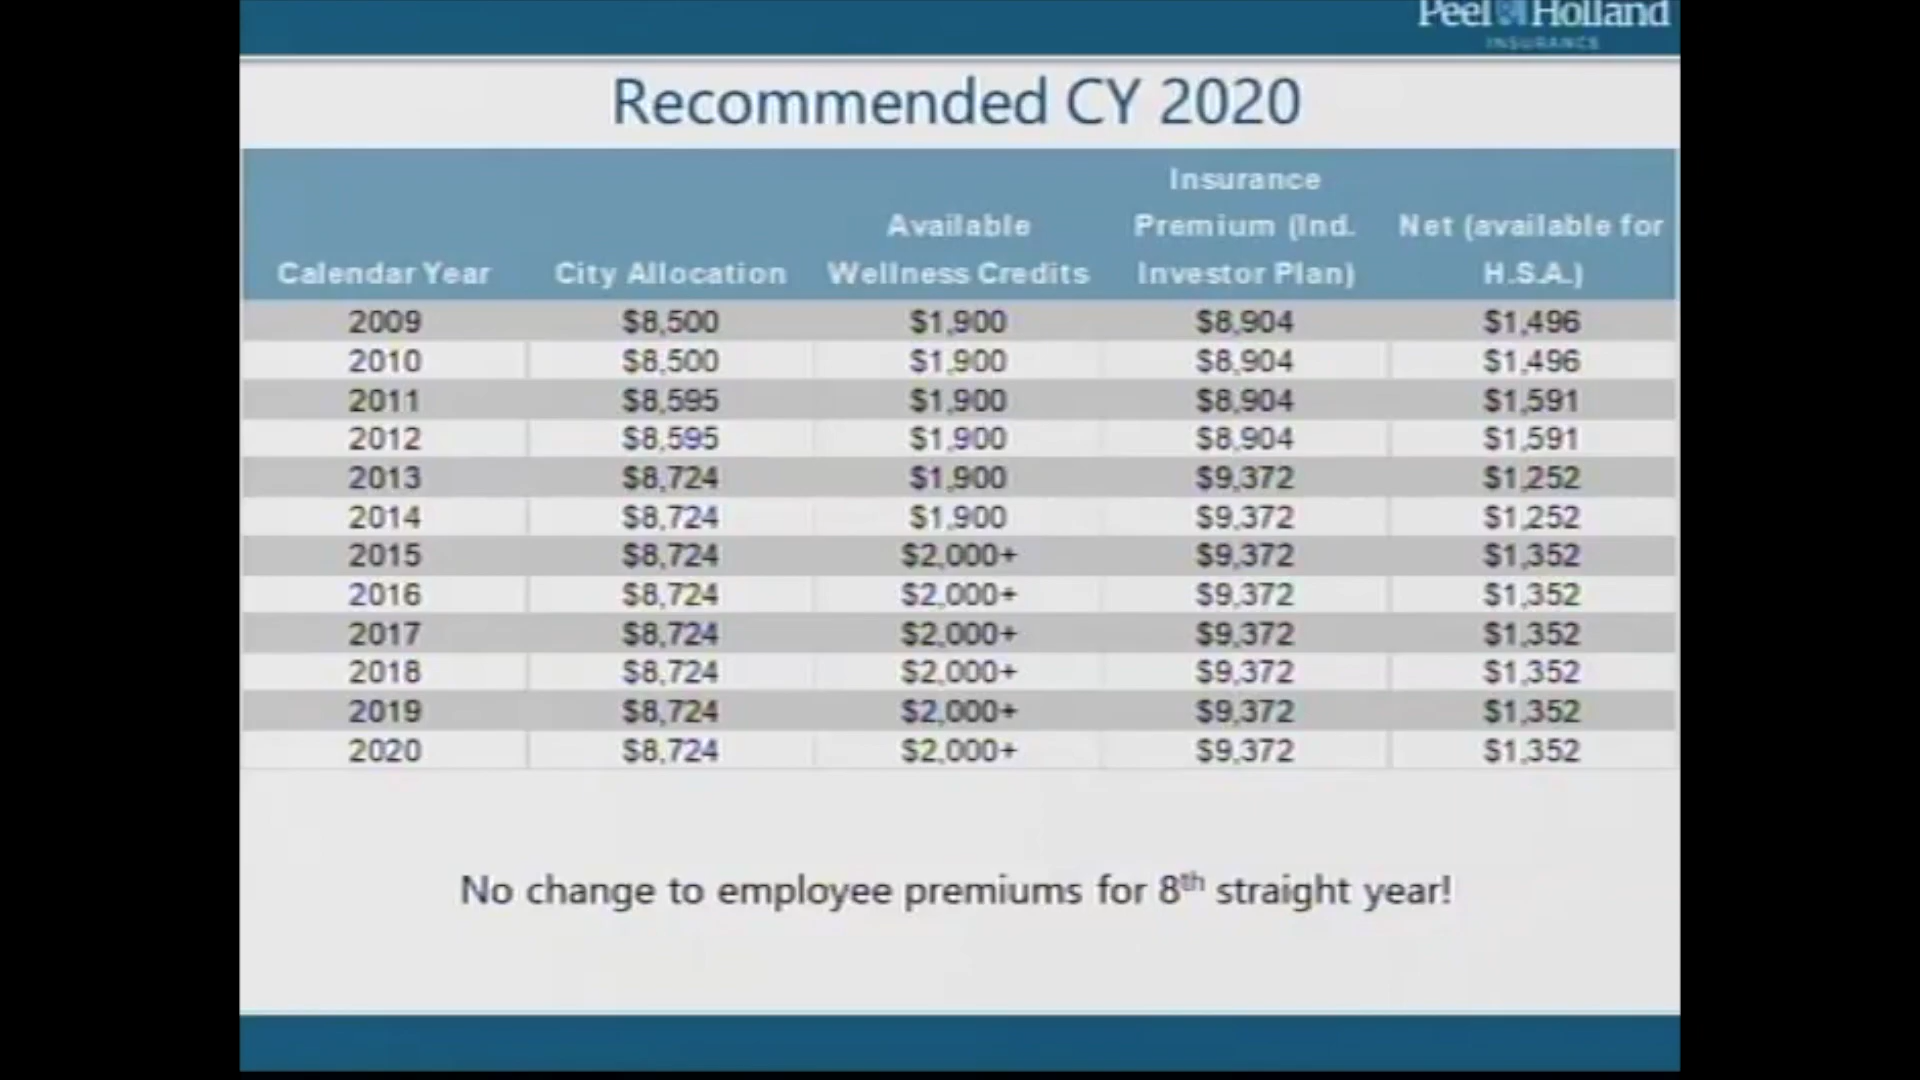 Peel Holland
INSURANCE
Recommended CY 2020
Calendar Year City Allocation Available Wellness Credits Insurance Premium (Ind. Investor Plan) Net (available for H.S.A.)
2009 $8,500 $1,900 $8,904 $1,496
2010 $8,500 $1,900 $8,904 $1,496
2011 $8,595 $1,900 $8,904 $1,591
2012 $8,595 $1,900 $8,904 $1,591
2013 $8,724 $1,900 $9,372 $1,252
2014 $8,724 $1,900 $9,372 $1,252
2015 $8,724 $2,000+ $9,372 $1,352
2016 $8,724 $2,000+ $9,372 $1,352
2017 $8,724 $2,000+ $9,372 $1,352
2018 $8,724 $2,000+ $9,372 $1,352
2019 $8,724 $2,000+ $9,372 $1,352
2020 $8,724 $2,000+ $9,372 $1,352
No change to employee premiums for 8th straight year!